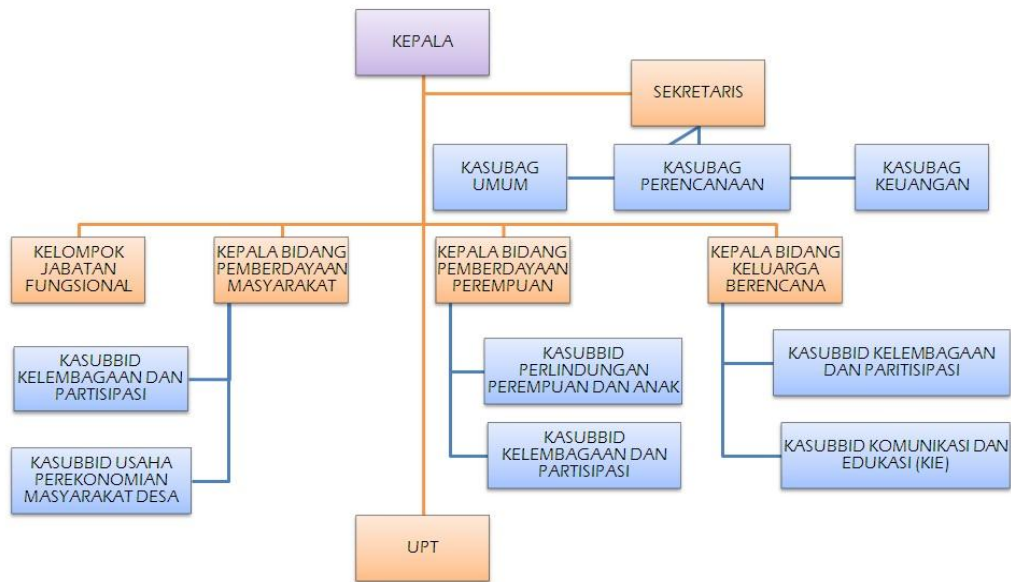 KEPALA
SEKRETARIS
KASUBAG
UMUM
KASUBAG
PERENCANAAN
KASUBAG
KEUANGAN
KELOMPOK
JABATAN
FUNGSIONAL
KEPALA BIDANG
PEMBERDAYAAN
MASYARAKAT
KEPALA BIDANG
PEMBERDAYAAN
PEREMPUAN
KEPALA BIDANG
KELUARGA
BERENCANA
KASUBBID
KELEMBAGAAN DAN
PARTISIPASI
KASUBBID USAHA
PEREKONOMIAN
MASYARAKAT DESA
KASUBBID
PERLINDUNGAN
PEREMPUAN DAN ANAK
KASUBBID
KELEMBAGAAN DAN
PARTISIPASI
KASUBBID KELEMBAGAAN
DAN PARITISIPASI
KASUBBID KOMUNIKASI DAN
EDUKASI (KIE)
UPT